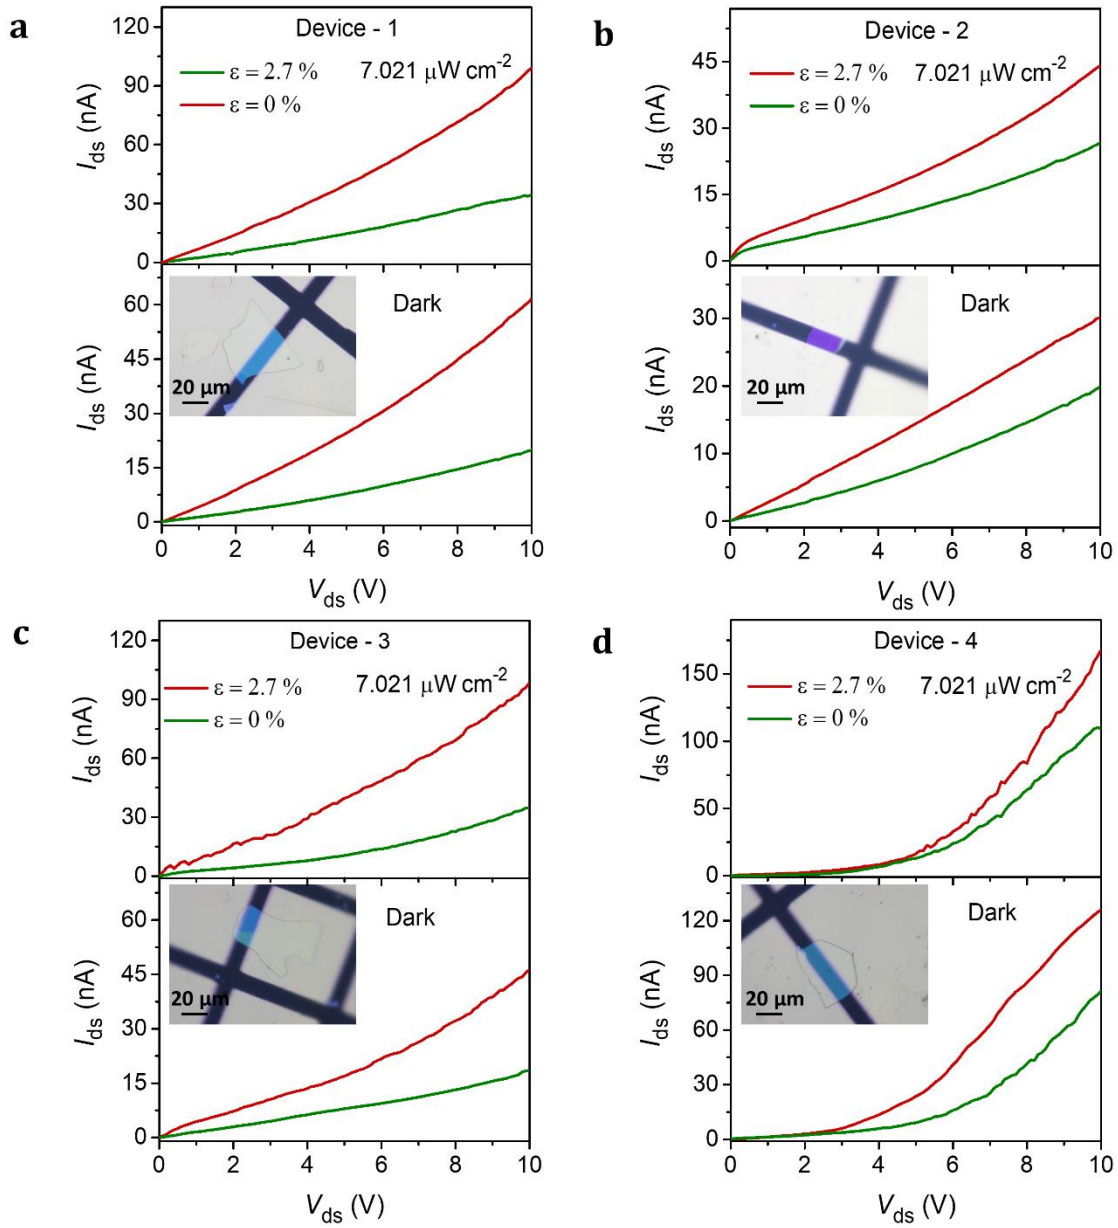 a
Device - 1
ε = 2.7 %
7.021 μW cm⁻²
ε = 0 %
Ids (nA)
120
90
60
30
0
Dark
20 μm
Ids (nA)
60
45
30
15
0
0 2 4 6 8 10
Vds (V)
b
Device - 2
ε = 2.7 %
7.021 μW cm⁻²
ε = 0 %
Ids (nA)
45
30
15
0
Dark
20 μm
Ids (nA)
30
20
10
0
0 2 4 6 8 10
Vds (V)
c
Device - 3
ε = 2.7 %
7.021 μW cm⁻²
ε = 0 %
Ids (nA)
120
90
60
30
0
Dark
20 μm
Ids (nA)
60
45
30
15
0
0 2 4 6 8 10
Vds (V)
d
Device - 4
ε = 2.7 %
7.021 μW cm⁻²
ε = 0 %
Ids (nA)
150
100
50
0
Dark
20 μm
Ids (nA)
120
90
60
30
0
0 2 4 6 8 10
Vds (V)